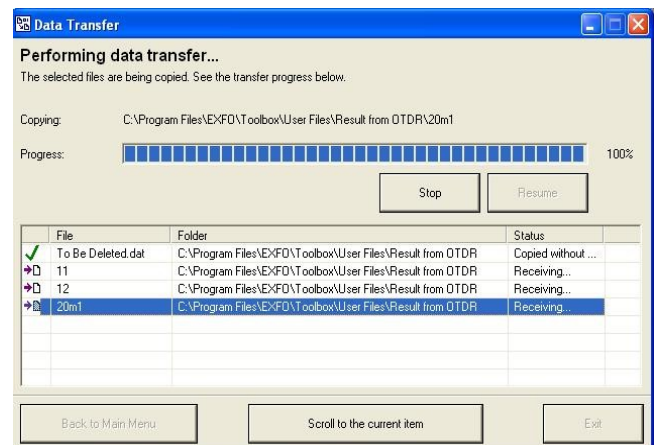 Data Transfer
Performing data transfer...
The selected files are being copied. See the transfer progress below.
Copying: C:\Program Files\EXFO\Toolbox\User Files\Result from OTDR\20m1
Progress: 100%
Stop Resume
File Folder Status
To Be Deleted.dat C:\Program Files\EXFO\Toolbox\User Files\Result from OTDR Copied without ...
11 C:\Program Files\EXFO\Toolbox\User Files\Result from OTDR Receiving...
12 C:\Program Files\EXFO\Toolbox\User Files\Result from OTDR Receiving...
20m1 C:\Program Files\EXFO\Toolbox\User Files\Result from OTDR Receiving...
Back to Main Menu Scroll to the current item Exit